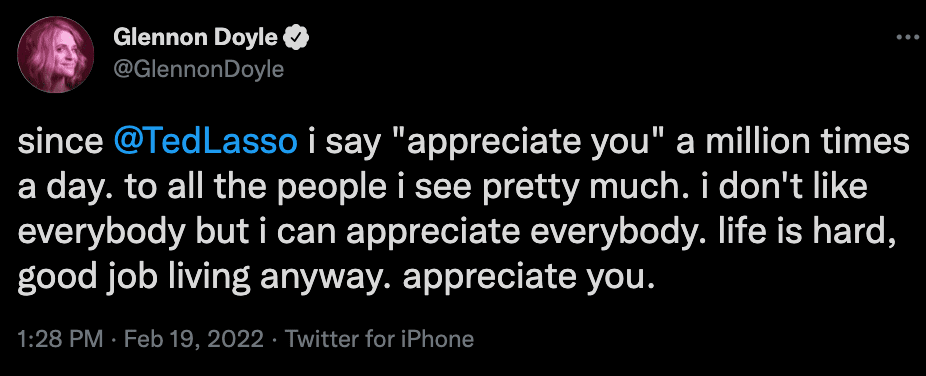 Glennon Doyle
@GlennonDoyle
since @TedLasso i say "appreciate you" a million times
a day. to all the people i see pretty much. i don't like
everybody but i can appreciate everybody. life is hard,
good job living anyway. appreciate you.
1:28 PM · Feb 19, 2022 · Twitter for iPhone